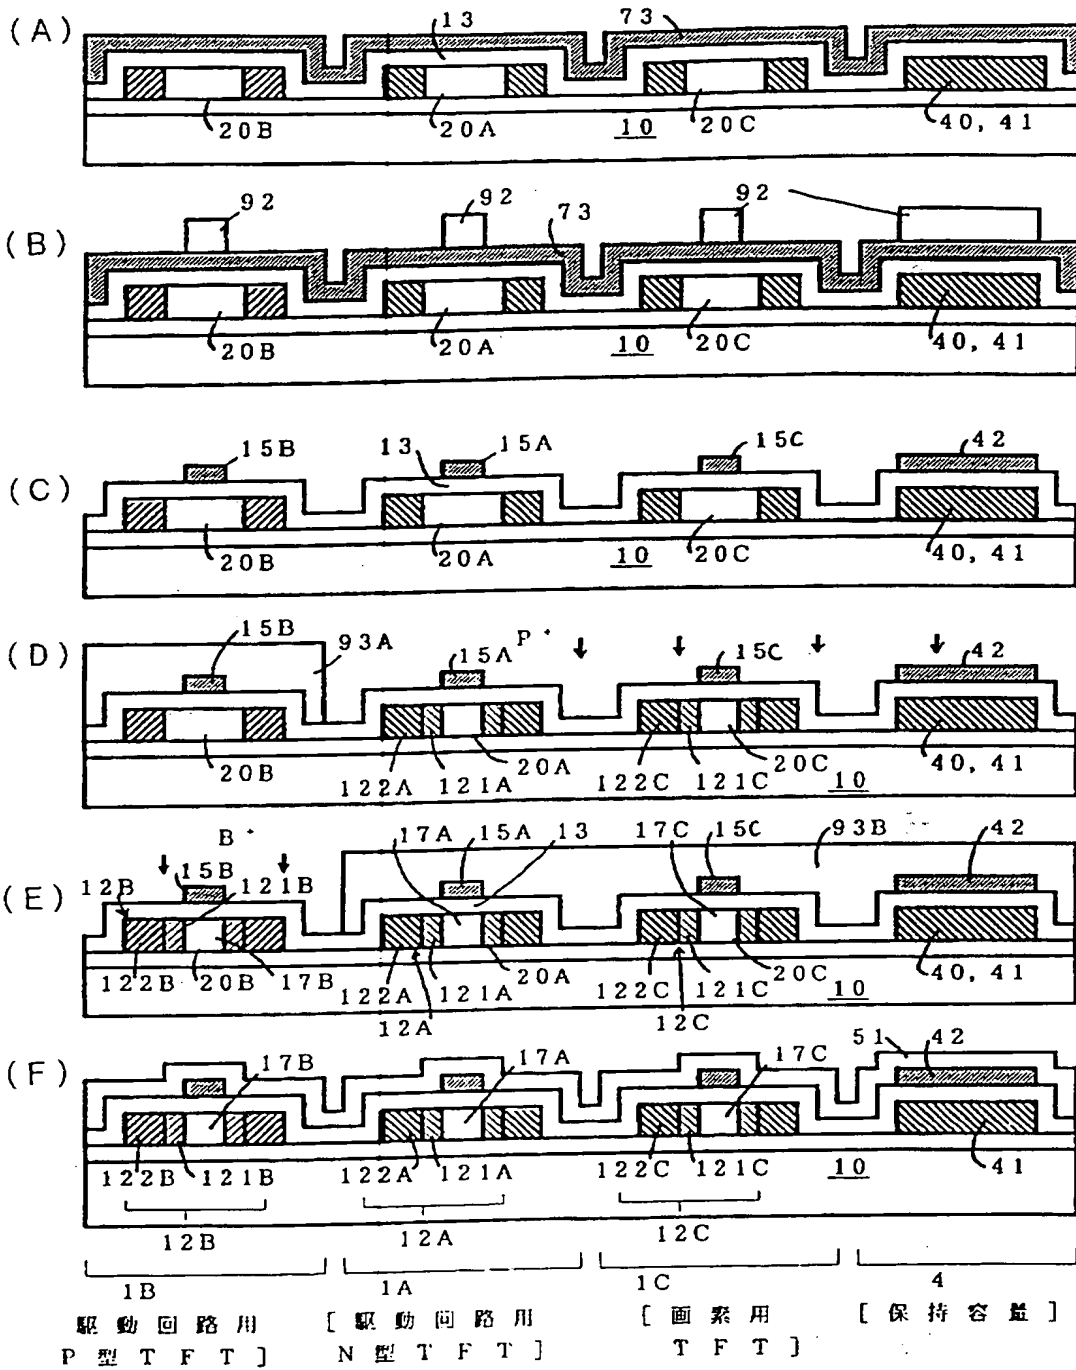 (A) 13 73
20B 20A 10 20C 40, 41
(B) 92 92 73 92
20B 20A 10 20C 40, 41
(C) 15B 13 15A 15C 42
20B 20A 10 20C 40, 41
(D) 15B 93A 15A P+ 15C 42
20B 122A 121A 20A 122C 121C 20C 10 40, 41
(E) B+ 12B 15B 121B 17A 15A 13 17C 15C 93B 42
122B 20B 17B 122A 12A 121A 20A 122C 12C 121C 20C 10 40, 41
(F) 17B 17A 17C 51 42
122B 121B 122A 121A 122C 121C 10 41
12B 12A 12C
1B 1A 1C 4
駆動回路用 [駆動回路用 [画素用 [保持容量]
P型TFT] N型TFT] TFT]